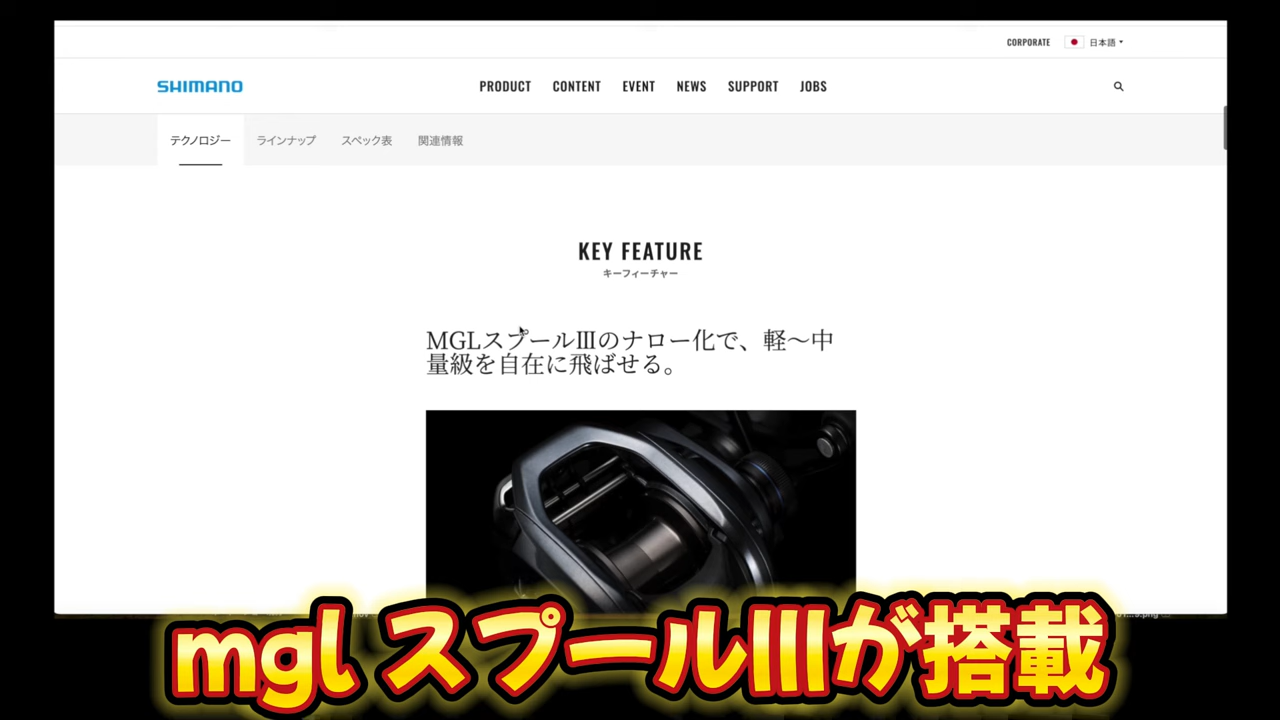 CORPORATE 日本語
SHIMANO PRODUCT CONTENT EVENT NEWS SUPPORT JOBS
テクノロジー ラインナップ スペック表 関連情報
KEY FEATURE
キーフィーチャー
MGLスプールⅢのナロー化で、軽～中
量級を自在に飛ばせる。
mgl スプールⅢが搭載